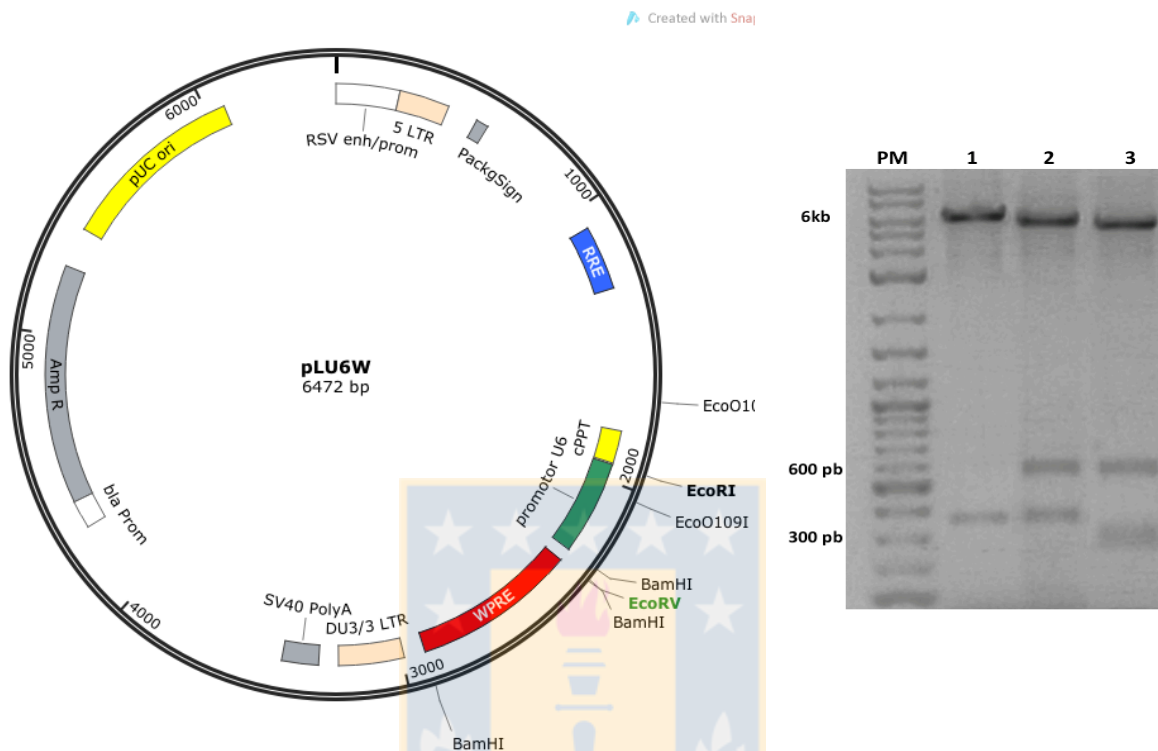 Created with
6000
RSV enh/prom
5 LTR
PackgSign
1000
RRE
pUC ori
5000
Amp R
bla Prom
pLU6W
6472 bp
cPPT
promotor U6
2000
EcoRI
EcoO109I
BamHI
EcoRV
BamHI
WPRE
DU3/3 LTR
SV40 PolyA
4000
3000
BamHI
PM 1 2 3
6kb
600 pb
300 pb